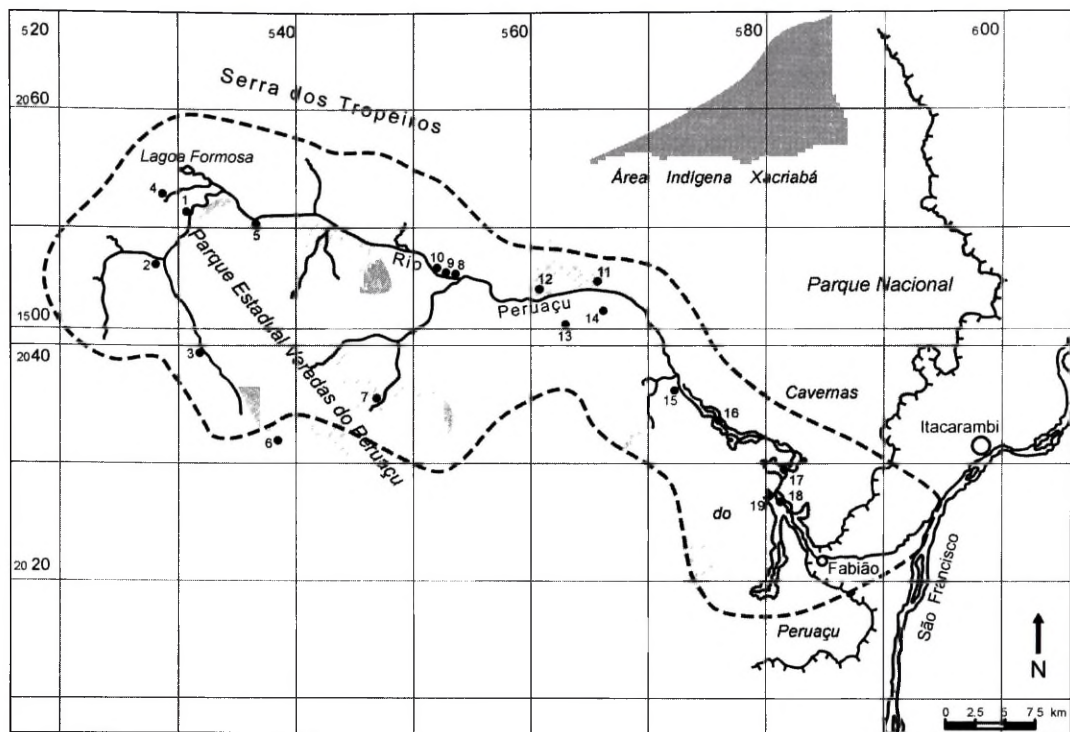 520 540 560 580 600
2060
Serra dos Tropeiros
Lagoa Formosa
Área Indígena Xacriabá
4
1
5
2
Parque Estadual Veredas do Peruaçu
Rio
10 9 8
12
11
Parque Nacional
Peruaçu
1500
14
13
2040
3
7
15
Cavernas
16
Itacarambi
6
17
18
19
do
Fabião
2020
São Francisco
Peruaçu
N
0 2.5 5 7.5 km